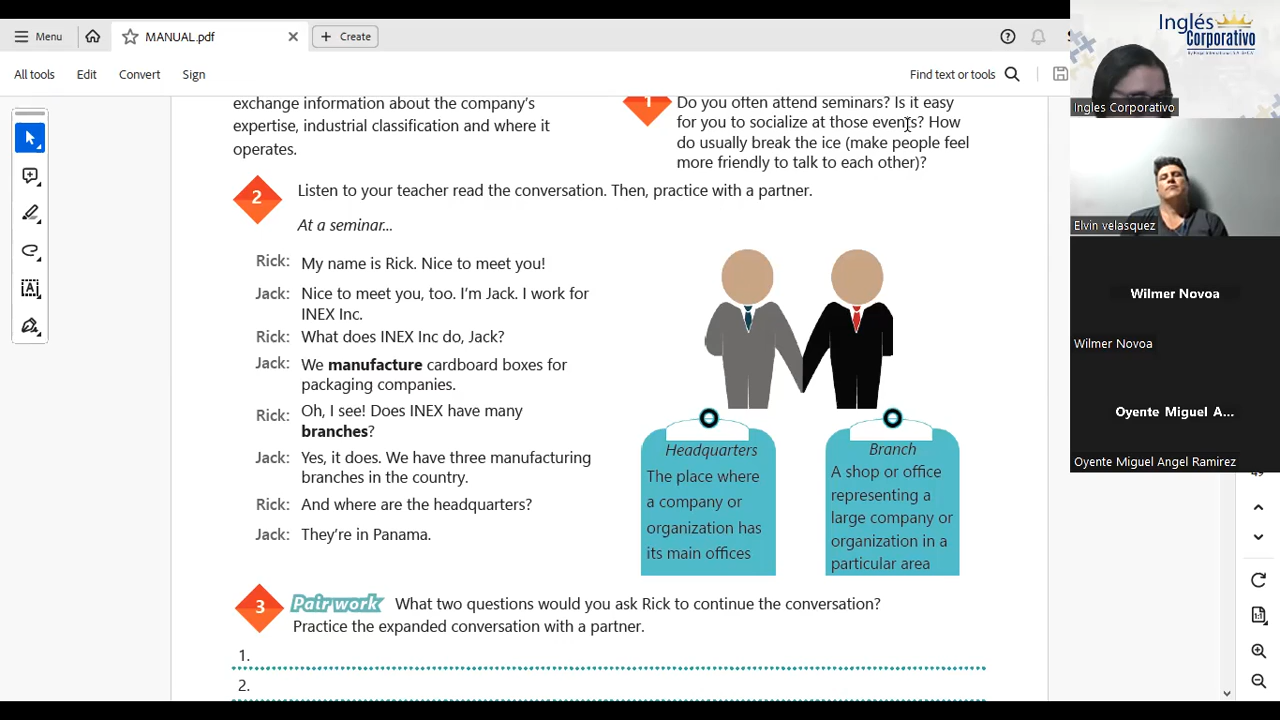 Menu
MANUAL.pdf
Create
All tools
Edit
Convert
Sign
Find text or tools
exchange information about the company's
expertise, industrial classification and where it
operates.
1
Do you often attend seminars? Is it easy
for you to socialize at those events? How
do usually break the ice (make people feel
more friendly to talk to each other)?
2
Listen to your teacher read the conversation. Then, practice with a partner.
At a seminar...
Rick: My name is Rick. Nice to meet you!
Jack: Nice to meet you, too. I'm Jack. I work for
INEX Inc.
Rick: What does INEX Inc do, Jack?
Jack: We manufacture cardboard boxes for
packaging companies.
Rick: Oh, I see! Does INEX have many
branches?
Jack: Yes, it does. We have three manufacturing
branches in the country.
Rick: And where are the headquarters?
Jack: They're in Panama.
Headquarters
The place where
a company or
organization has
its main offices
Branch
A shop or office
representing a
large company or
organization in a
particular area
3
Pair work What two questions would you ask Rick to continue the conversation?
Practice the expanded conversation with a partner.
1.
2.
Inglés
Corporativo
Ingles Corporativo
Elvin velasquez
Wilmer Novoa
Wilmer Novoa
Oyente Miguel A...
Oyente Miguel Angel Ramirez